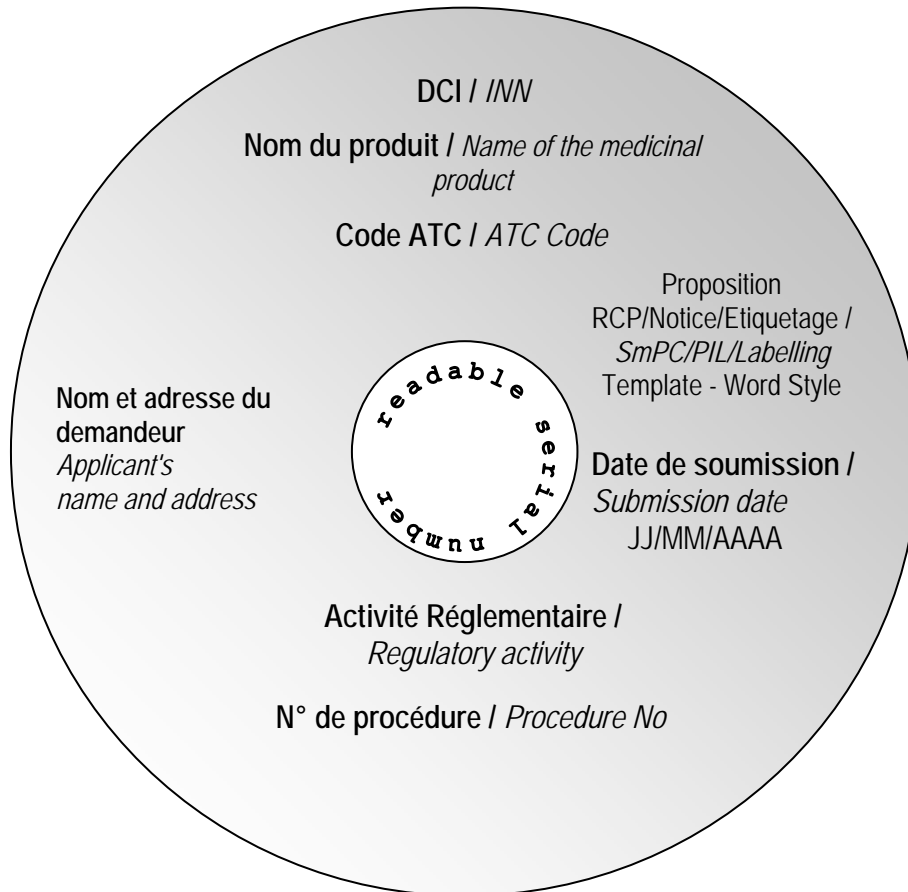 DCI / INN
Nom du produit / Name of the medicinal
product
Code ATC / ATC Code
Proposition
RCP/Notice/Etiquetage /
SmPC/PIL/Labelling
Template - Word Style
Nom et adresse du
demandeur
Applicant's
name and address
readable serial number
Date de soumission /
Submission date
JJ/MM/AAAA
Activité Réglementaire /
Regulatory activity
N° de procédure / Procedure No